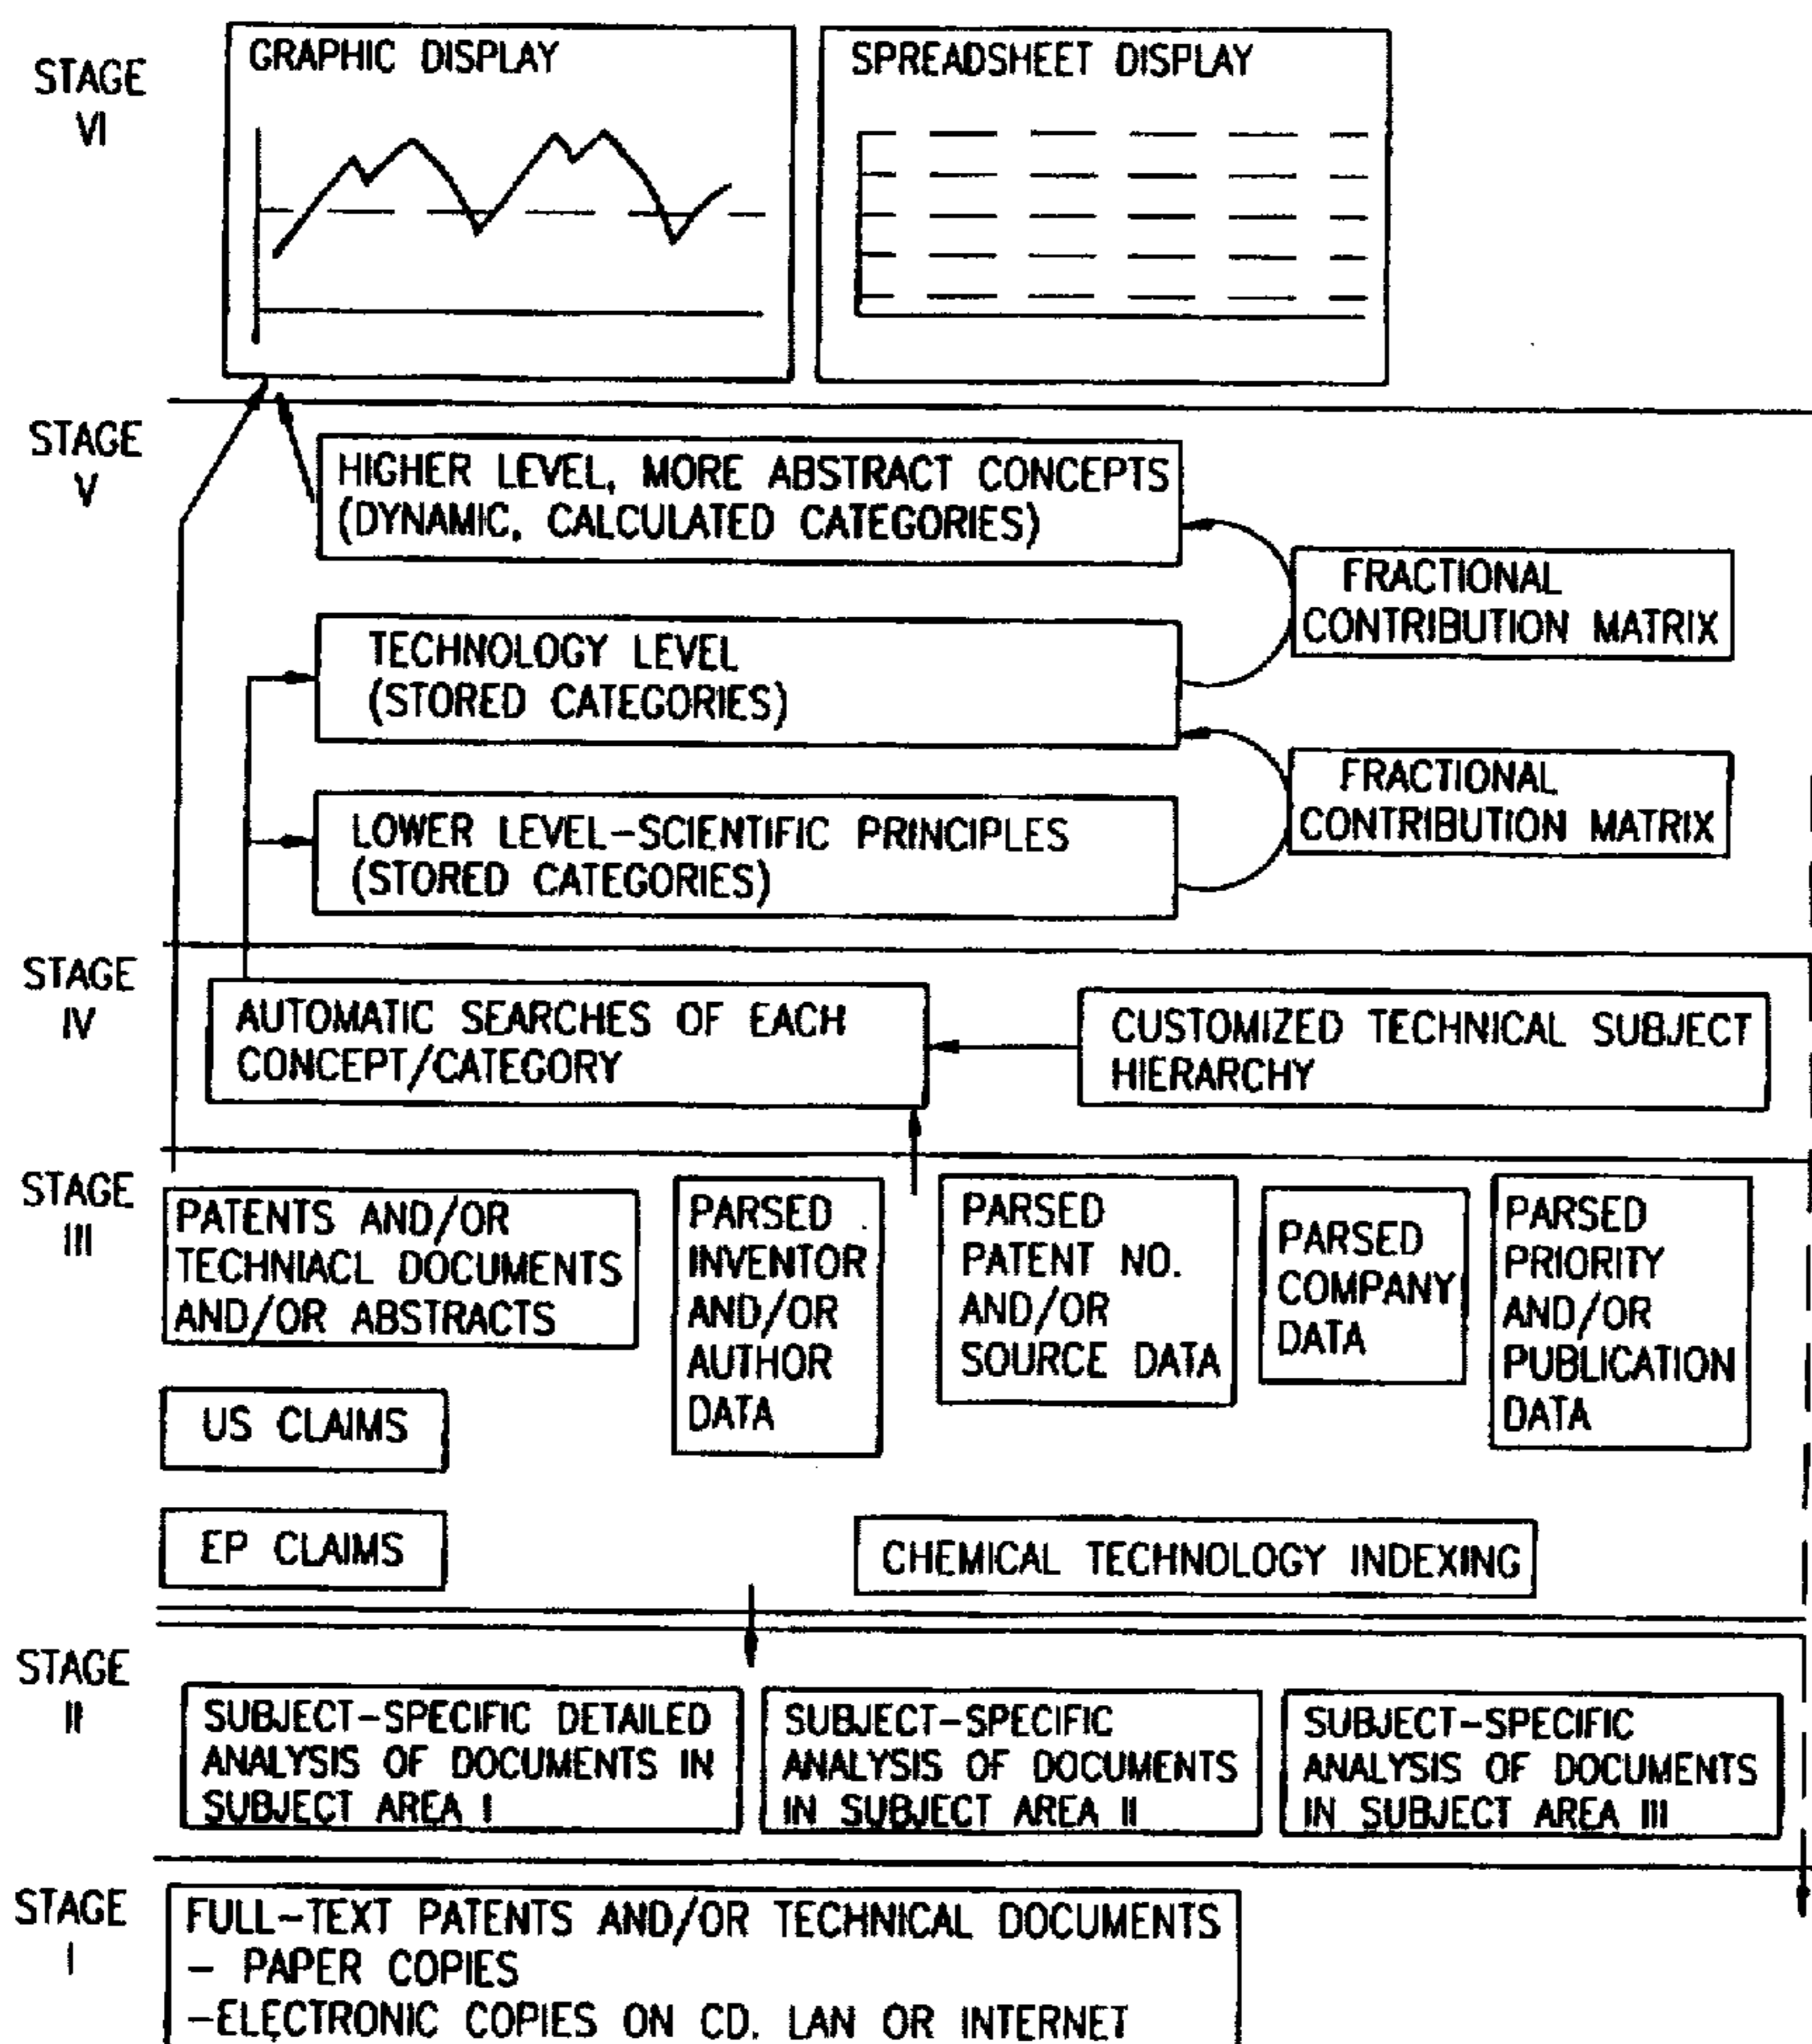 STAGE
VI
GRAPHIC DISPLAY
SPREADSHEET DISPLAY
STAGE
V
HIGHER LEVEL, MORE ABSTRACT CONCEPTS
(DYNAMIC, CALCULATED CATEGORIES)
FRACTIONAL
CONTRIBUTION MATRIX
TECHNOLOGY LEVEL
(STORED CATEGORIES)
FRACTIONAL
CONTRIBUTION MATRIX
LOWER LEVEL-SCIENTIFIC PRINCIPLES
(STORED CATEGORIES)
STAGE
IV
AUTOMATIC SEARCHES OF EACH
CONCEPT/CATEGORY
CUSTOMIZED TECHNICAL SUBJECT
HIERARCHY
STAGE
III
PATENTS AND/OR
TECHNIACL DOCUMENTS
AND/OR ABSTRACTS
PARSED
INVENTOR
AND/OR
AUTHOR
DATA
PARSED
PATENT NO.
AND/OR
SOURCE DATA
PARSED
COMPANY
DATA
PARSED
PRIORITY
AND/OR
PUBLICATION
DATA
US CLAIMS
EP CLAIMS
CHEMICAL TECHNOLOGY INDEXING
STAGE
II
SUBJECT-SPECIFIC DETAILED
ANALYSIS OF DOCUMENTS IN
SUBJECT AREA I
SUBJECT-SPECIFIC
ANALYSIS OF DOCUMENTS
IN SUBJECT AREA II
SUBJECT-SPECIFIC
ANALYSIS OF DOCUMENTS
IN SUBJECT AREA III
STAGE
I
FULL-TEXT PATENTS AND/OR TECHNICAL DOCUMENTS
- PAPER COPIES
-ELECTRONIC COPIES ON CD. LAN OR INTERNET